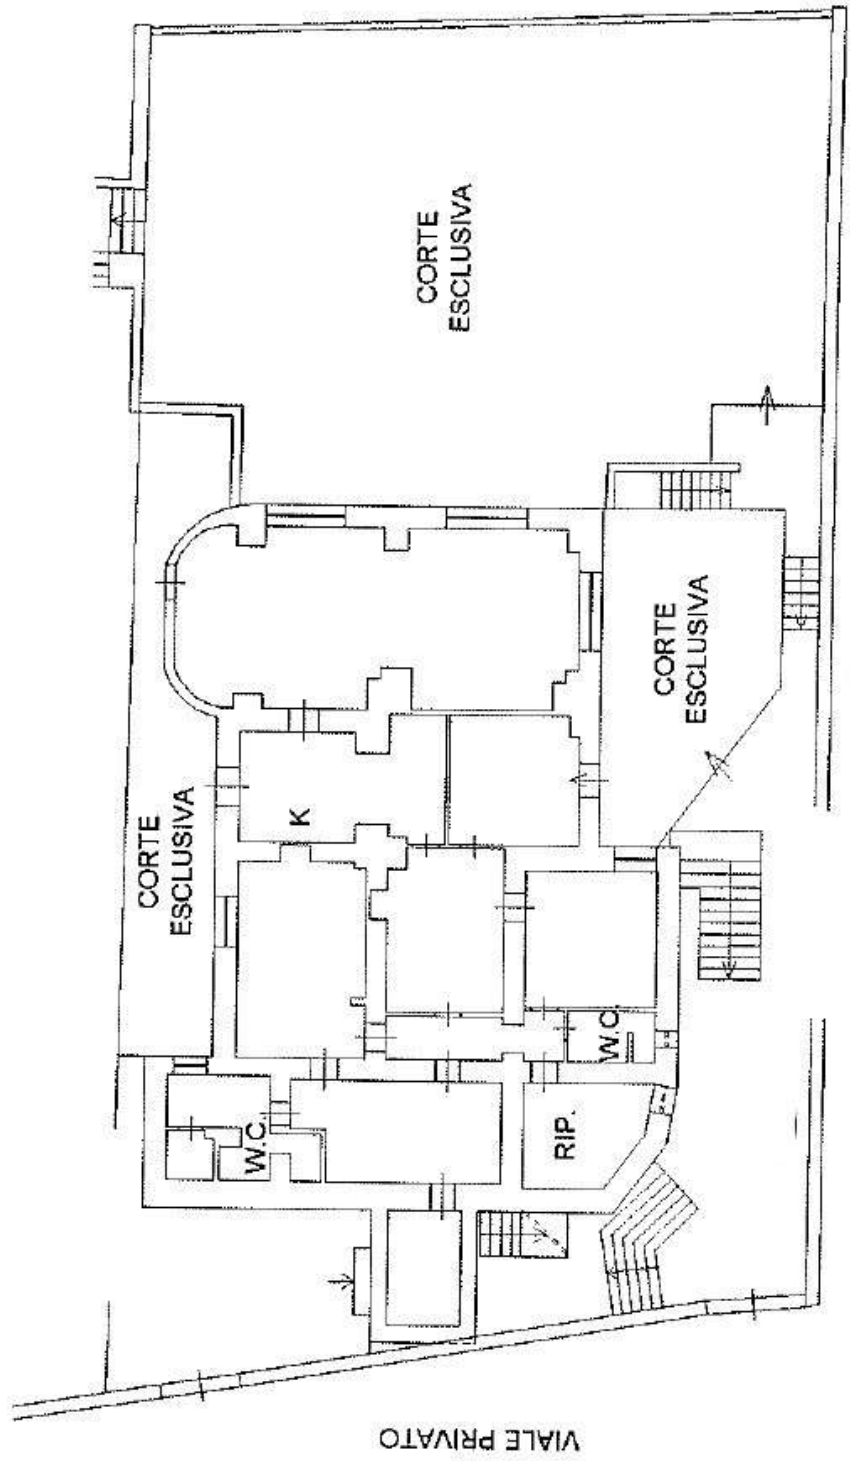 CORTE
ESCLUSIVA
CORTE
ESCLUSIVA
CORTE
ESCLUSIVA
K
W.C.
W.C.
RIP.
VIALE PRIVATO